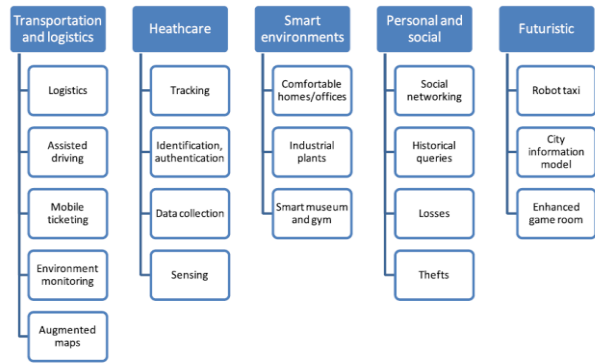 Transportation
and logistics
Logistics
Assisted
driving
Mobile
ticketing
Environment
monitoring
Augmented
maps
Heathcare
Tracking
Identification,
authentication
Data collection
Sensing
Smart
environments
Comfortable
homes/offices
Industrial
plants
Smart museum
and gym
Personal and
social
Social
networking
Historical
queries
Losses
Thefts
Futuristic
Robot taxi
City
information
model
Enhanced
game room